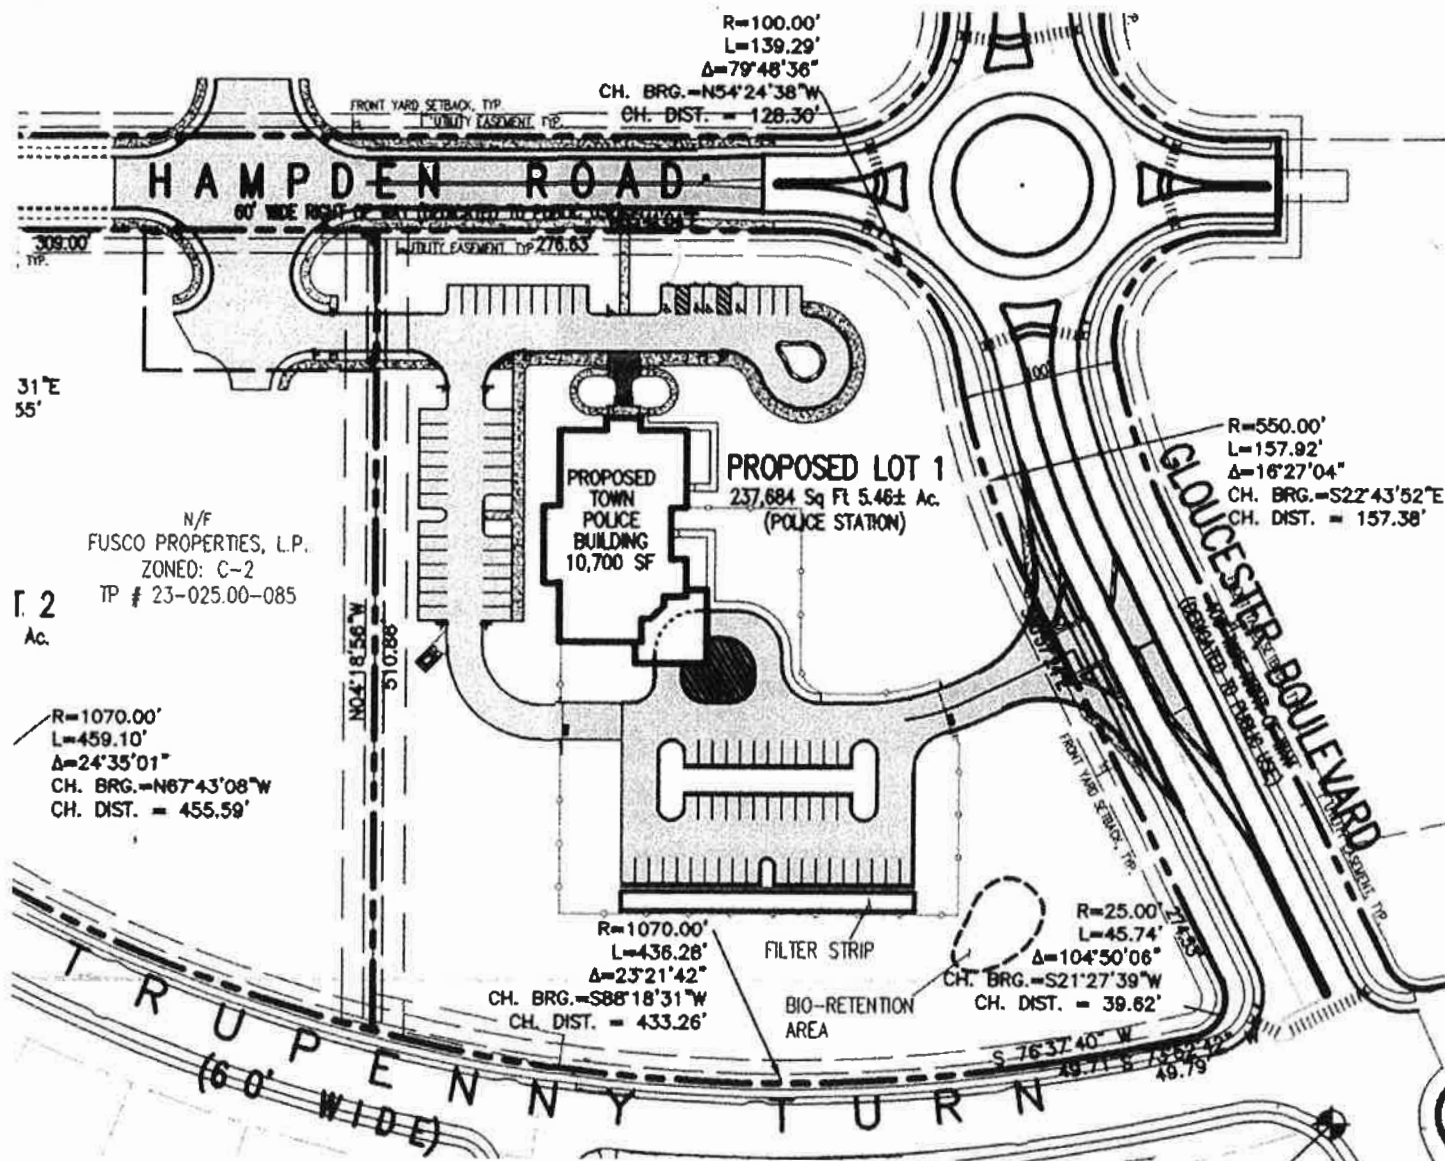 R=100.00'
L=139.29'
Δ=79°48'36"
CH. BRG.=N54°24'38"W
CH. DIST. = 128.30'
FRONT YARD SETBACK, TYP.
UTILITY EASEMENT, TYP.
HAMPDEN ROAD
60' WIDE RIGHT OF WAY (DEDICATED TO PUBLIC USE)
309.00'
TYP.
UTILITY EASEMENT, TYP.
276.63'
31"E
55'
100'
R=550.00'
L=157.92'
Δ=16°27'04"
CH. BRG.=S22°43'52"E
CH. DIST. = 157.38'
PROPOSED LOT 1
237,684 Sq Ft 5.46± Ac.
(POLICE STATION)
PROPOSED
TOWN
POLICE
BUILDING
10,700 SF
N/F
FUSCO PROPERTIES, L.P.
ZONED: C-2
TP # 23-025.00-085
T. 2
Ac.
N04°18'56"W
510.88'
GLOUCESTER BOULEVARD
(DEDICATED TO PUBLIC USE)
UTILITY EASEMENT, TYP.
FRONT YARD SETBACK, TYP.
274.53'
R=1070.00'
L=459.10'
Δ=24°35'01"
CH. BRG.=N67°43'08"W
CH. DIST. = 455.59'
R=1070.00'
L=436.28'
Δ=23°21'42"
CH. BRG.=S88°18'31"W
CH. DIST. = 433.26'
FILTER STRIP
BIO-RETENTION
AREA
R=25.00'
L=45.74'
Δ=104°50'06"
CH. BRG.=S21°27'39"W
CH. DIST. = 39.62'
S 76°37'40" W
49.71'
49.79'
TRUPENNY TURN
(60' WIDE)